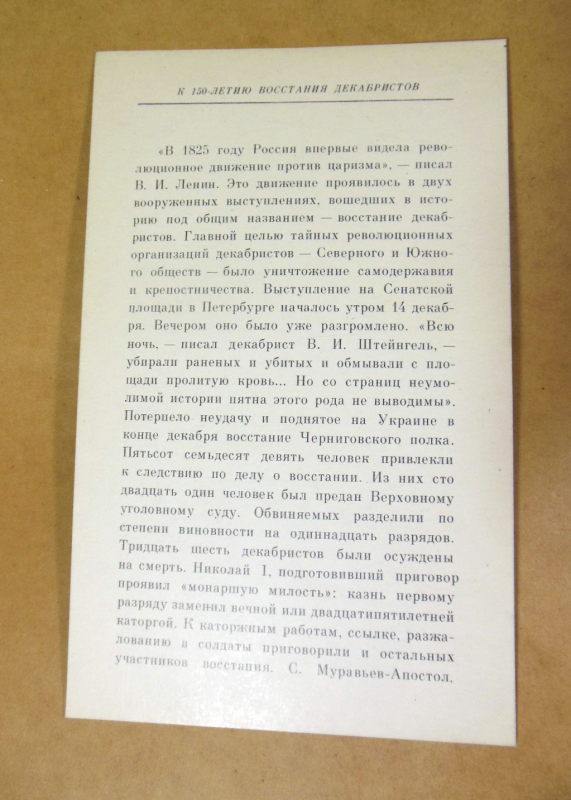 К 150-ЛЕТИЮ ВОССТАНИЯ ДЕКАБРИСТОВ
«В 1825 году Россия впервые видела рево-
люционное движение против царизма», — писал
В. И. Ленин. Это движение проявилось в двух
вооруженных выступлениях, вошедших в исто-
рию под общим названием — восстание декаб-
ристов. Главной целью тайных революционных
организаций декабристов — Северного и Южно-
го обществ — было уничтожение самодержавия
и крепостничества. Выступление на Сенатской
площади в Петербурге началось утром 14 декаб-
ря. Вечером оно было уже разгромлено. «Всю
ночь, — писал декабрист В. И. Штейнгель, —
убирали раненых и убитых и обмывали с пло-
щади пролитую кровь... Но со страниц неумо-
лимой истории пятна этого рода не выводимы».
Потерпело неудачу и поднятое на Украине в
конце декабря восстание Черниговского полка.
Пятьсот семьдесят девять человек привлекли
к следствию по делу о восстании. Из них сто
двадцать один человек был предан Верховному
уголовному суду. Обвиняемых разделили по
степени виновности на одиннадцать разрядов.
Тридцать шесть декабристов были осуждены
на смерть. Николай I, подготовивший приговор
проявил «монаршую милость»: казнь первому
разряду заменил вечной или двадцатипятилетней
каторгой. К каторжным работам, ссылке, разжа-
лованию в солдаты приговорили и остальных
участников восстания. С. Муравьев-Апостол,